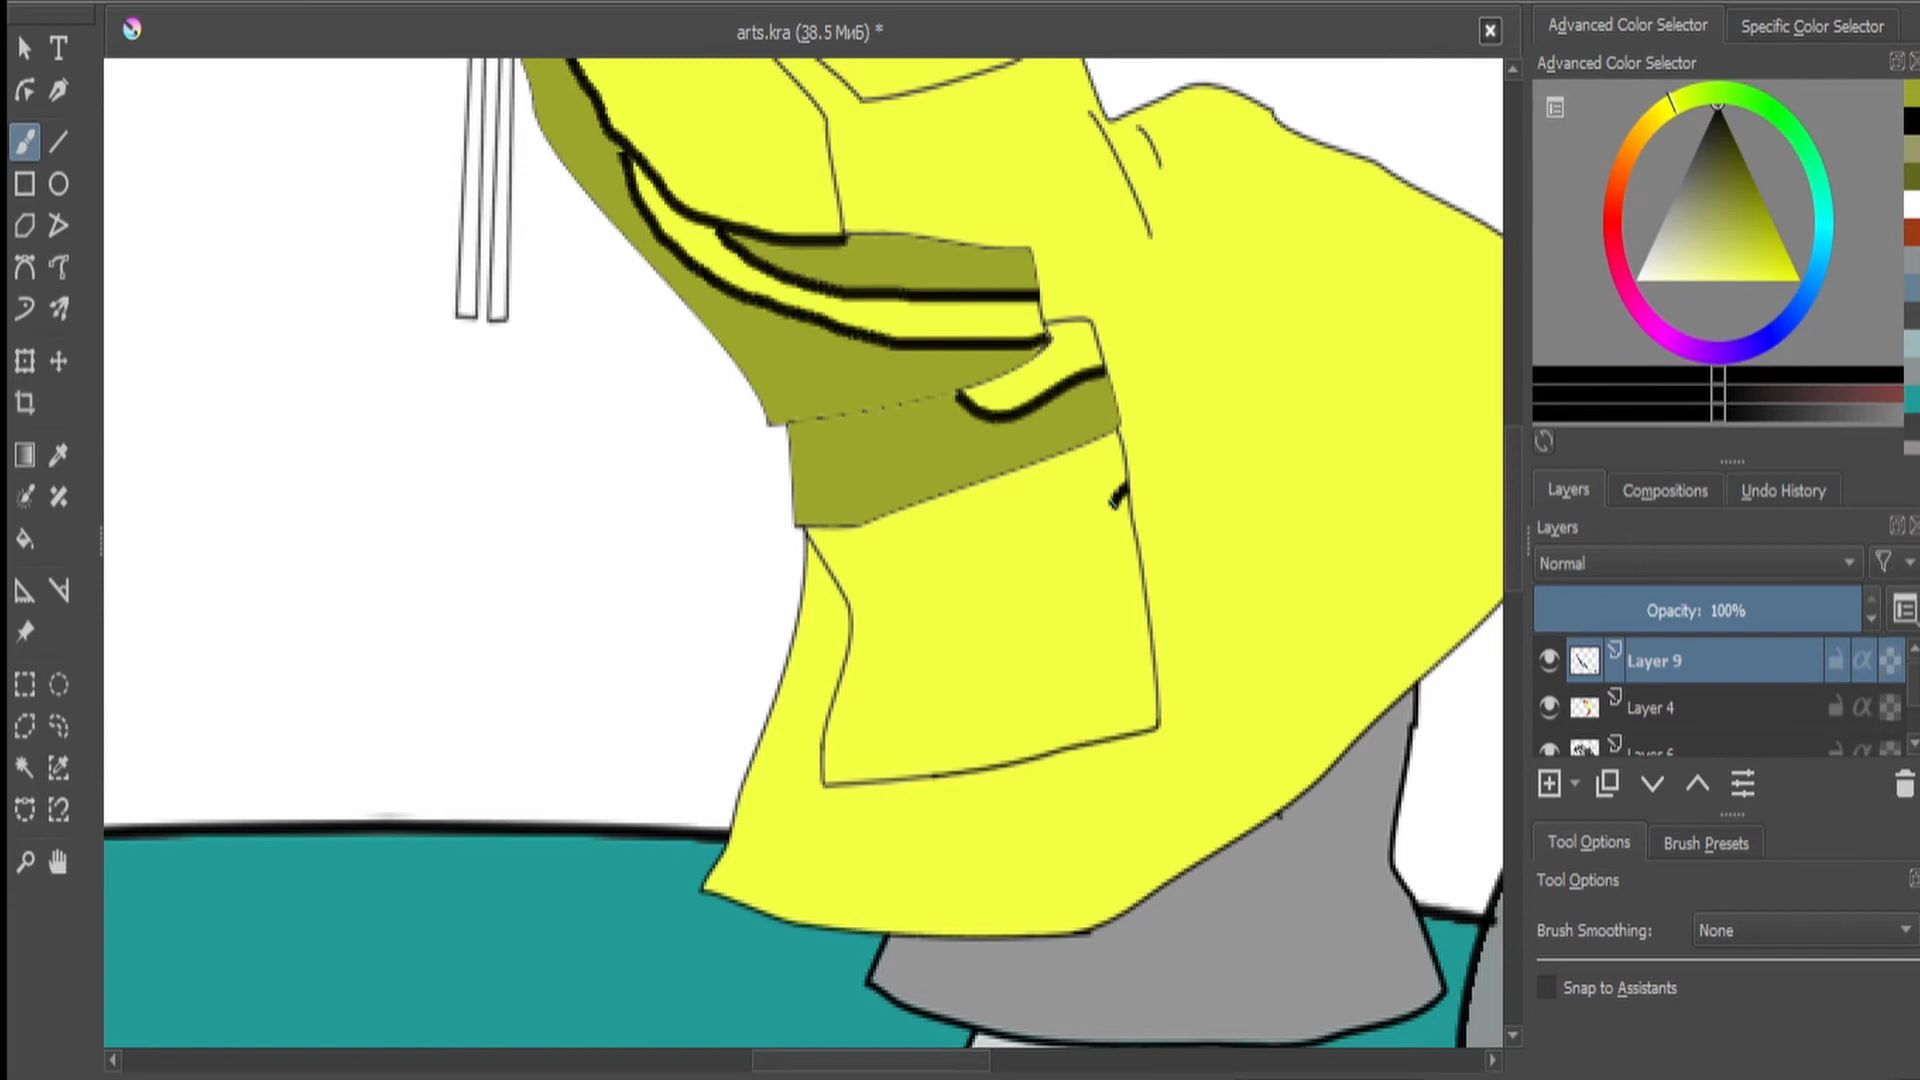 arts.kra (38.5 МиБ) *
Advanced Color Selector
Specific Color Selector
Advanced Color Selector
Layers
Compositions
Undo History
Layers
Normal
Opacity: 100%
Layer 9
Layer 4
Layer 6
Tool Options
Brush Presets
Tool Options
Brush Smoothing:
None
Snap to Assistants